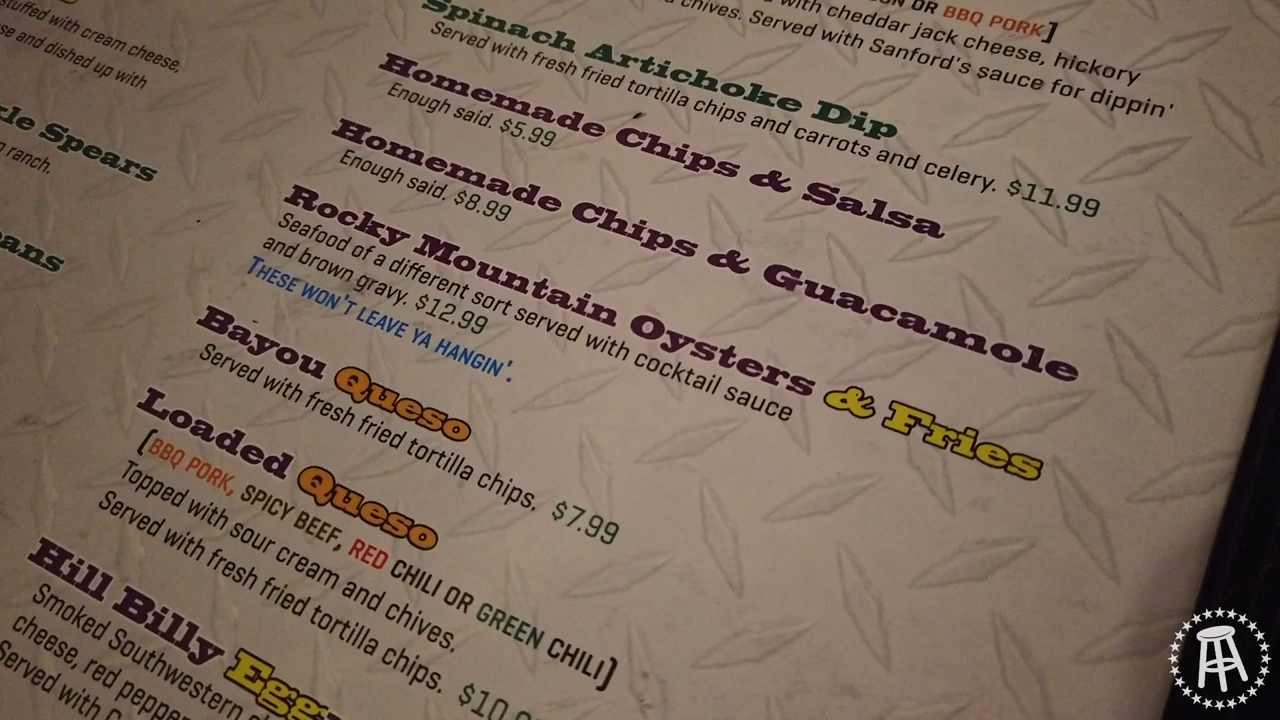 stuffed with cream cheese,
and dished up with
Spears
ranch.
OR BBQ PORK]
with cheddar jack cheese, hickory
chives. Served with Sanford's sauce for dippin'
Spinach Artichoke Dip
Served with fresh fried tortilla chips and carrots and celery. $11.99
Homemade Chips & Salsa
Enough said. $5.99
Homemade Chips & Guacamole
Enough said. $8.99
Rocky Mountain Oysters & Fries
Seafood of a different sort served with cocktail sauce
and brown gravy. $12.99
THESE WON'T LEAVE YA HANGIN'.
Bayou Queso
Served with fresh fried tortilla chips. $7.99
Loaded Queso
[BBQ PORK, SPICY BEEF, RED CHILI OR GREEN CHILI]
Topped with sour cream and chives.
Served with fresh fried tortilla chips. $10
Hill Billy
Smoked Southwestern
cheese, red
Served with